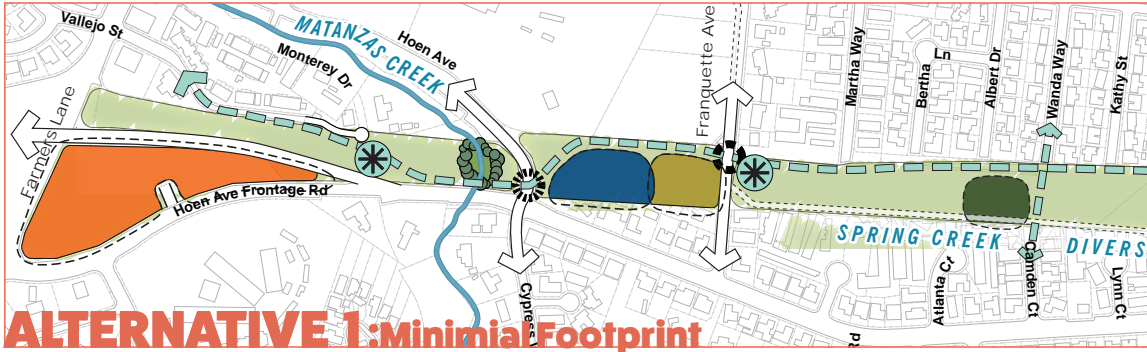 Vallejo St
MATANZAS CREEK
Hoen Ave
Monterey Dr
Franquette Ave
Martha Way
Bertha Ln
Albert Dr
Wanda Way
Kathy St
Farmers Lane
Hoen Ave Frontage Rd
SPRING CREEK DIVERS
Cypress
Rd
Atlanta Cr
Camden Ct
Lynn Ct
ALTERNATIVE 1:Minimial Footprint